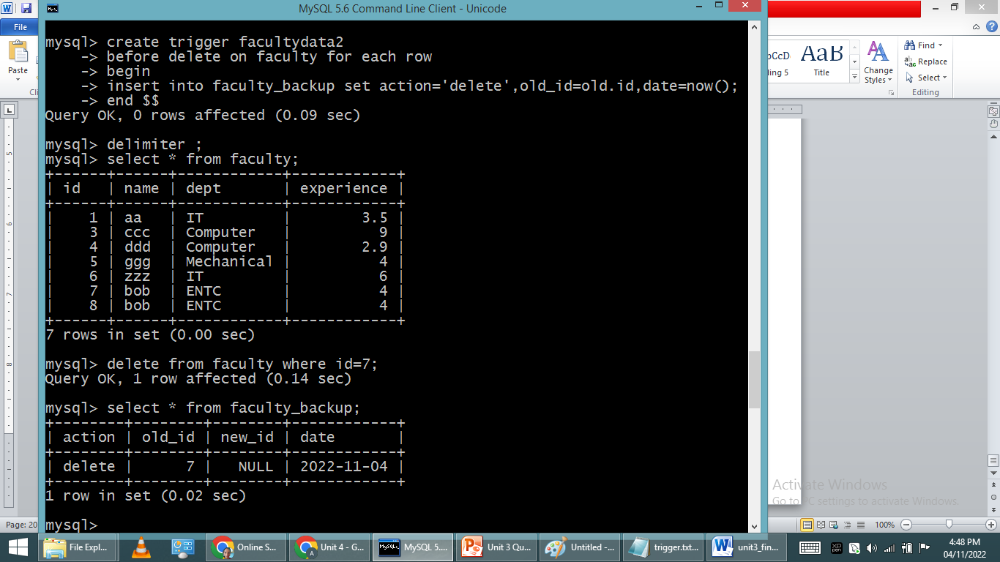 MySQL 5.6 Command Line Client - Unicode
File
Paste
mysql> create trigger facultydata2
    -> before delete on faculty for each row
    -> begin
    -> insert into faculty_backup set action='delete',old_id=old.id,date=now();
    -> end $$
Query OK, 0 rows affected (0.09 sec)
mysql> delimiter ;
mysql> select * from faculty;
+------+------+------------+------------+
| id   | name | dept       | experience |
+------+------+------------+------------+
|    1 | aa   | IT         |        3.5 |
|    3 | ccc  | Computer   |          9 |
|    4 | ddd  | Computer   |        2.9 |
|    5 | ggg  | Mechanical |          4 |
|    6 | zzz  | IT         |          6 |
|    7 | bob  | ENTC       |          4 |
|    8 | bob  | ENTC       |          4 |
+------+------+------------+------------+
7 rows in set (0.00 sec)
mysql> delete from faculty where id=7;
Query OK, 1 row affected (0.14 sec)
mysql> select * from faculty_backup;
+--------+--------+--------+------------+
| action | old_id | new_id | date       |
+--------+--------+--------+------------+
| delete |      7 |   NULL | 2022-11-04 |
+--------+--------+--------+------------+
1 row in set (0.02 sec)
mysql>
AaB
Title
Change
Styles
Find
Replace
Select
Editing
Activate Windows
Go to PC settings to activate Windows.
Page: 20
100%
File Expl...
Online S...
Unit 4 - G...
MySQL 5....
Unit 3 Qu...
Untitled -...
trigger.txt...
unit3_fin...
4:48 PM
04/11/2022